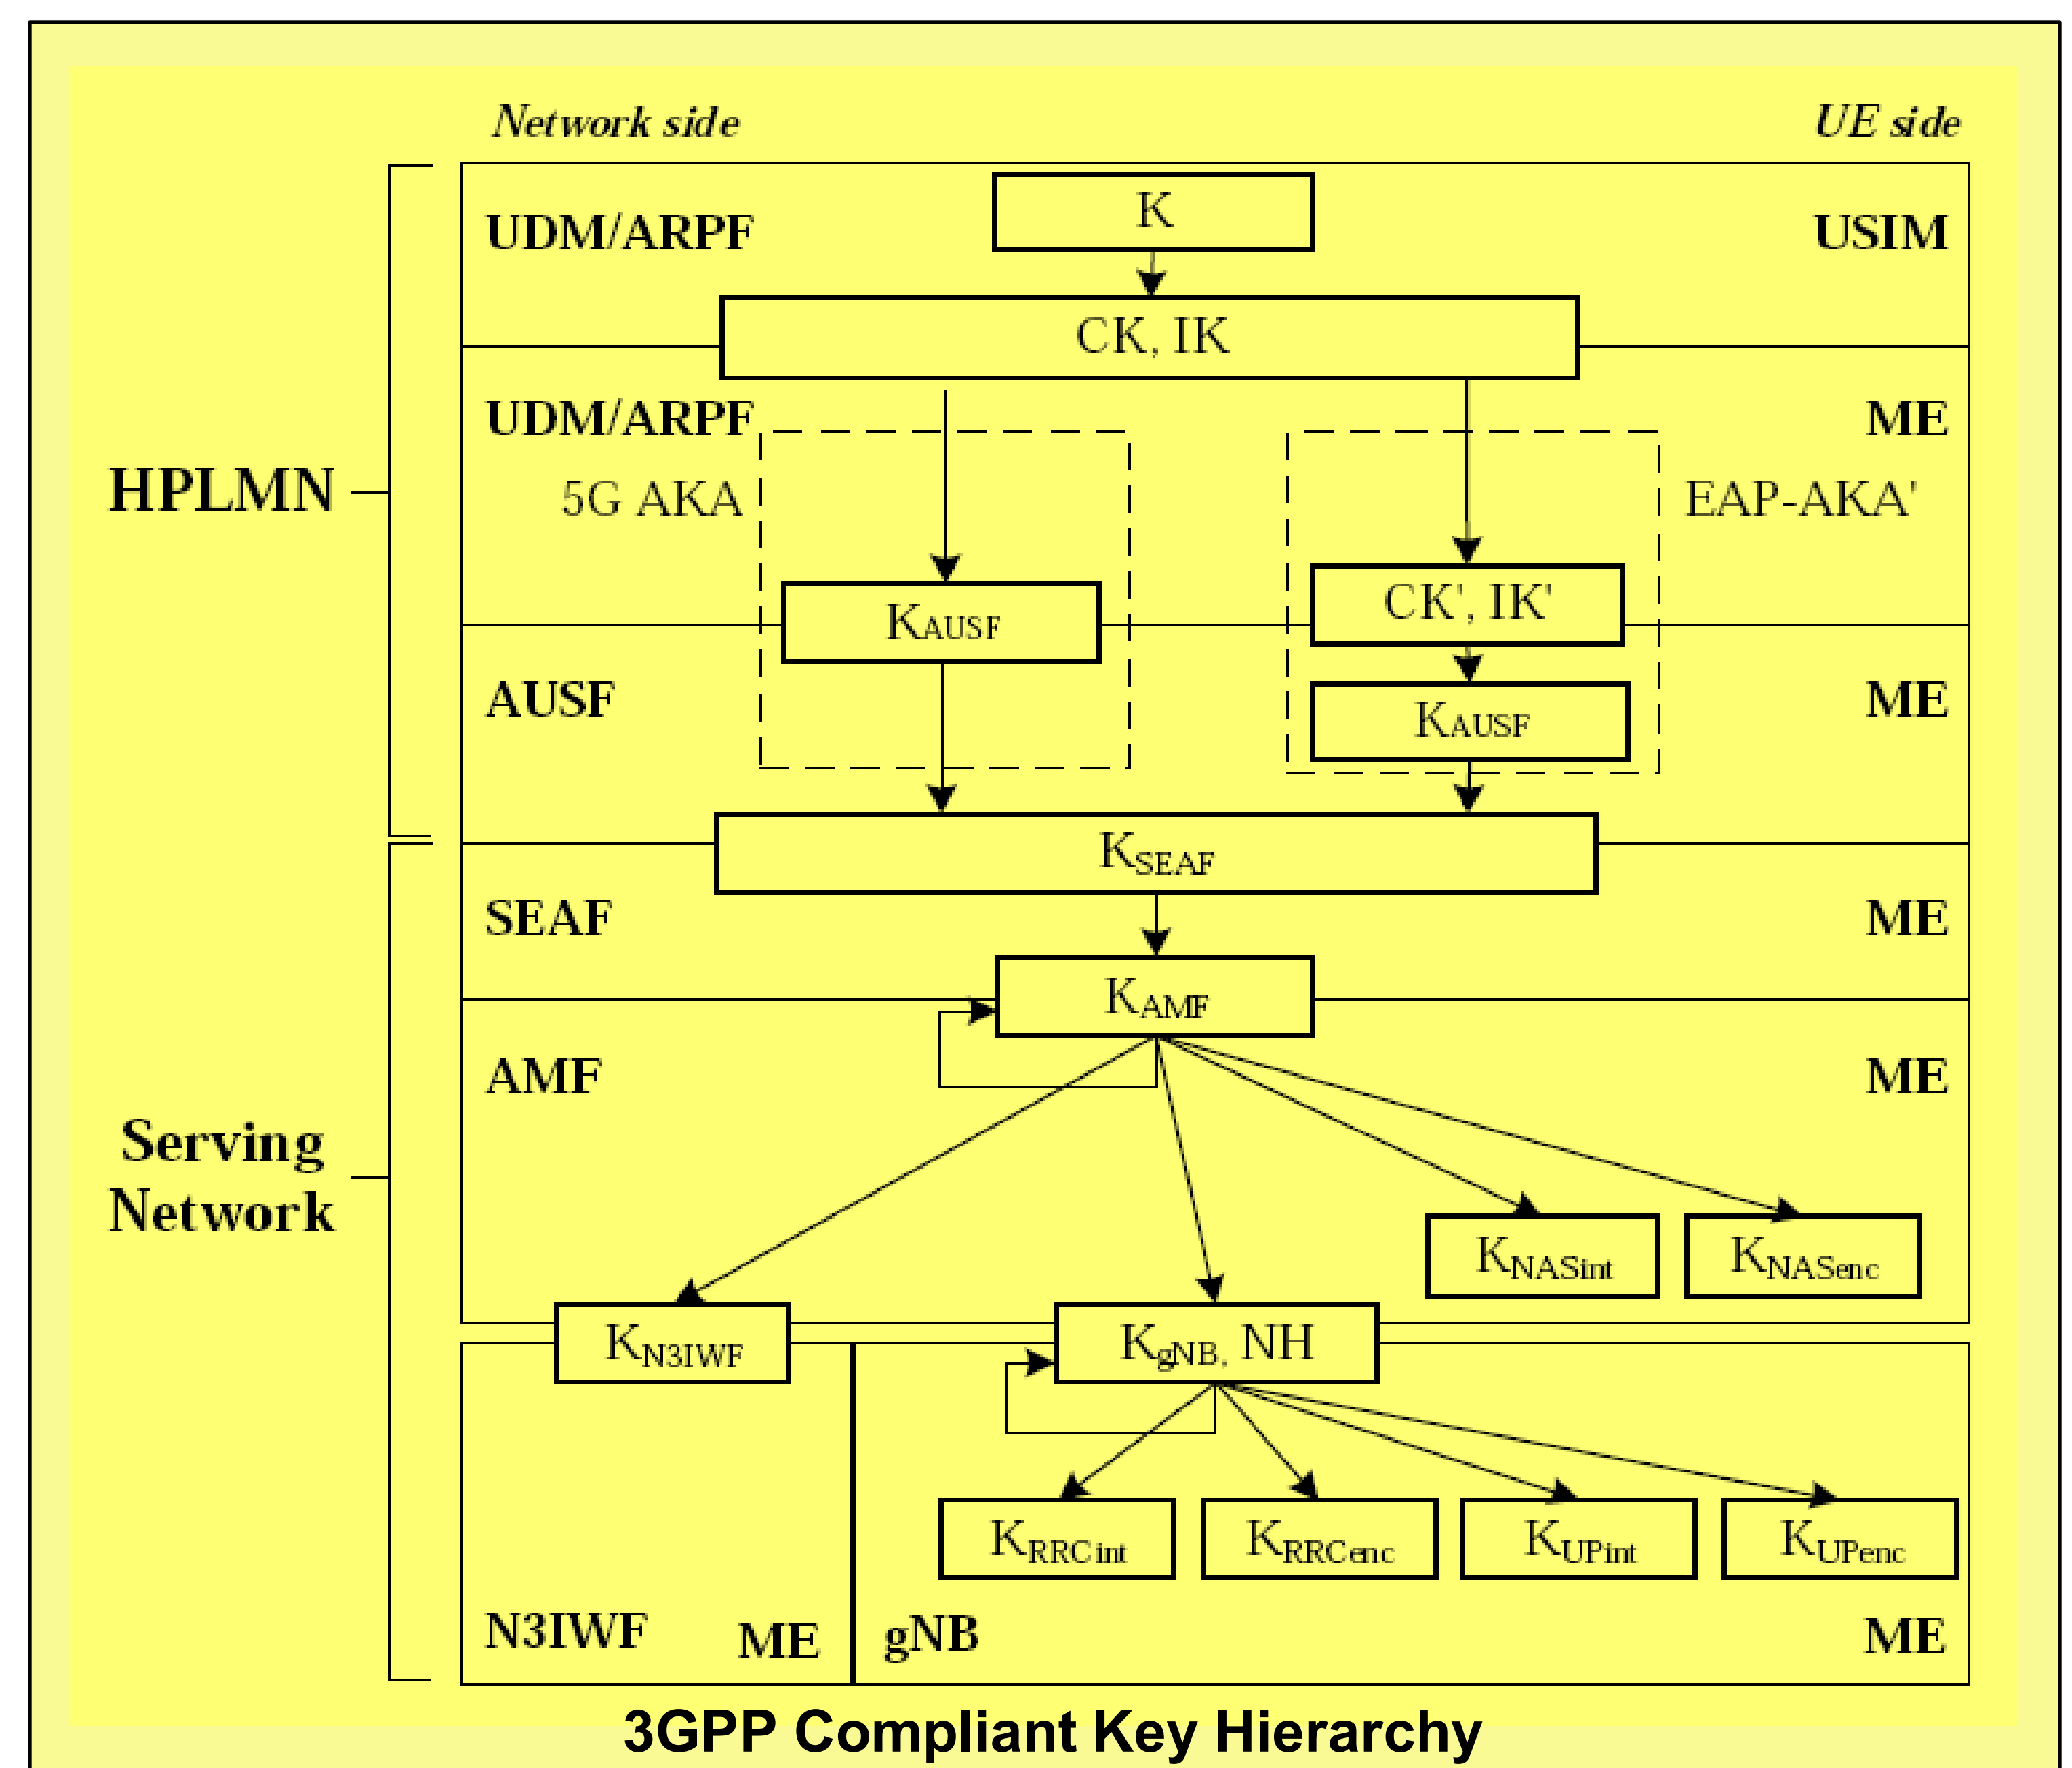 Network side
UE side
UDM/ARPF
K
USIM
CK, IK
UDM/ARPF
ME
HPLMN
5G AKA
EAP-AKA'
KAUSF
CK', IK'
AUSF
ME
KAUSF
KSEAF
SEAF
ME
KAMF
AMF
ME
Serving
Network
KNASint
KNASenc
KN3IWF
KgNB, NH
KRRCint
KRRCenc
KUPint
KUPenc
N3IWF
ME
gNB
ME
3GPP Compliant Key Hierarchy